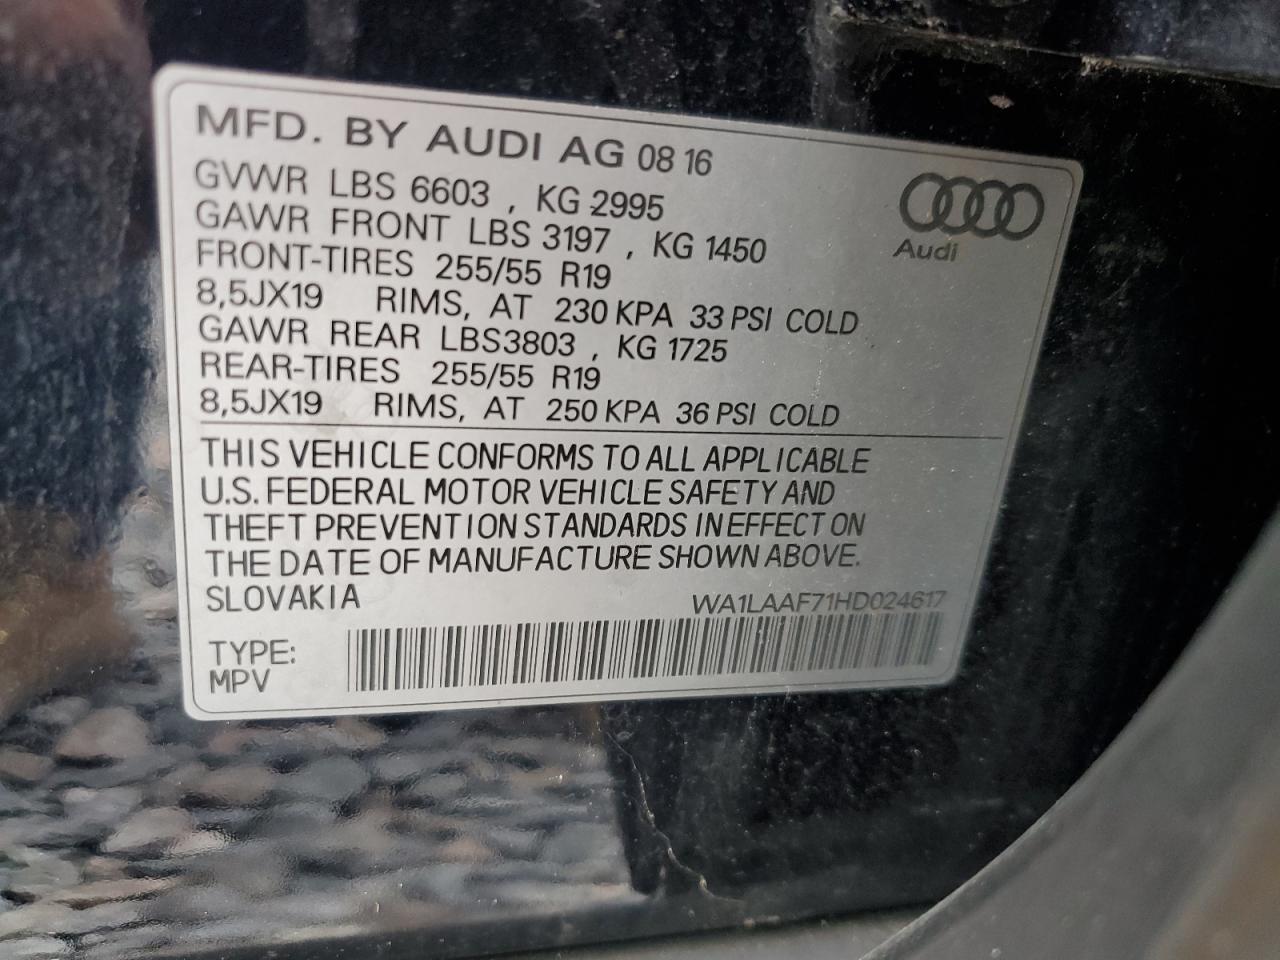 MFD. BY AUDI AG 08 16
GVWR LBS 6603 , KG 2995
GAWR FRONT LBS 3197 , KG 1450
FRONT-TIRES 255/55 R19
8,5JX19 RIMS, AT 230 KPA 33 PSI COLD
GAWR REAR LBS3803 , KG 1725
REAR-TIRES 255/55 R19
8,5JX19 RIMS, AT 250 KPA 36 PSI COLD
Audi
THIS VEHICLE CONFORMS TO ALL APPLICABLE
U.S. FEDERAL MOTOR VEHICLE SAFETY AND
THEFT PREVENTION STANDARDS IN EFFECT ON
THE DATE OF MANUFACTURE SHOWN ABOVE.
SLOVAKIA WA1LAAF71HD024617
TYPE:
MPV